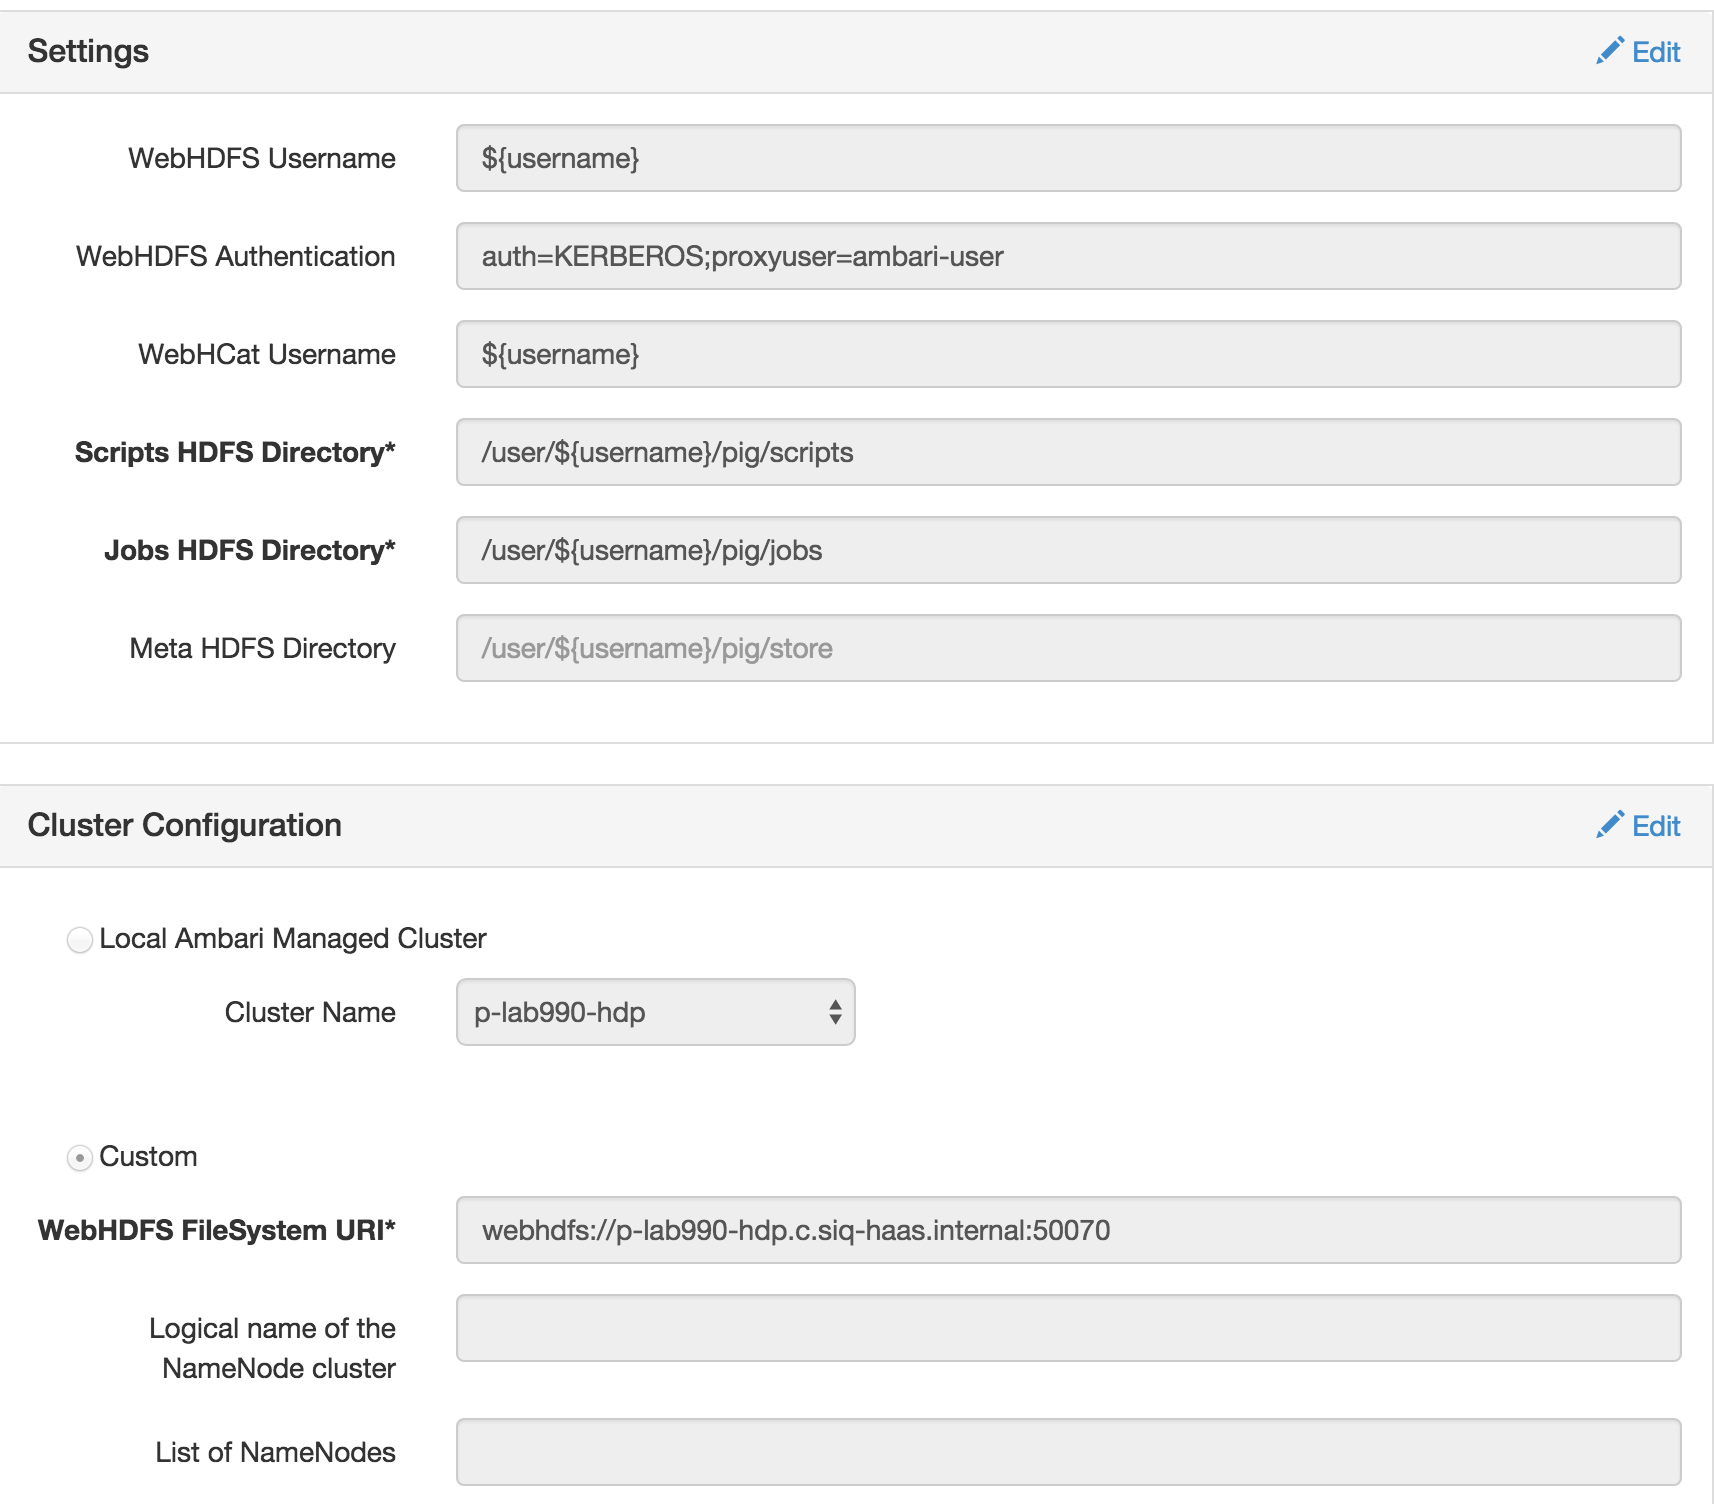 Settings
Edit
WebHDFS Username
${username}
WebHDFS Authentication
auth=KERBEROS;proxyuser=ambari-user
WebHCat Username
${username}
Scripts HDFS Directory*
/user/${username}/pig/scripts
Jobs HDFS Directory*
/user/${username}/pig/jobs
Meta HDFS Directory
/user/${username}/pig/store
Cluster Configuration
Edit
Local Ambari Managed Cluster
Cluster Name
p-lab990-hdp
Custom
WebHDFS FileSystem URI*
webhdfs://p-lab990-hdp.c.siq-haas.internal:50070
Logical name of the
NameNode cluster
List of NameNodes